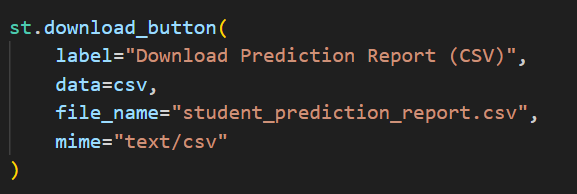 st.download_button(
    label="Download Prediction Report (CSV)",
    data=csv,
    file_name="student_prediction_report.csv",
    mime="text/csv"
)